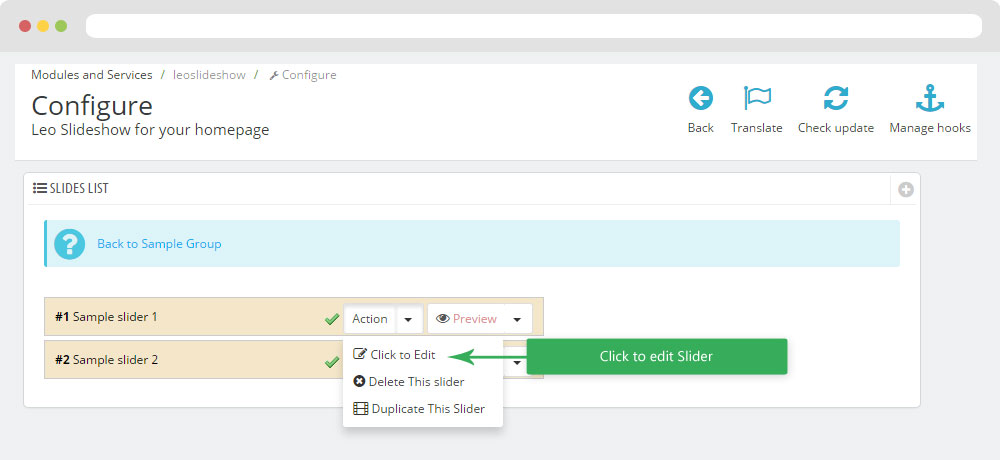 Modules and Services / leoslideshow / Configure
Configure
Leo Slideshow for your homepage
Back
Translate
Check update
Manage hooks
SLIDES LIST
Back to Sample Group
#1 Sample slider 1
Action
Preview
#2 Sample slider 2
Click to Edit
Click to edit Slider
Delete This slider
Duplicate This Slider